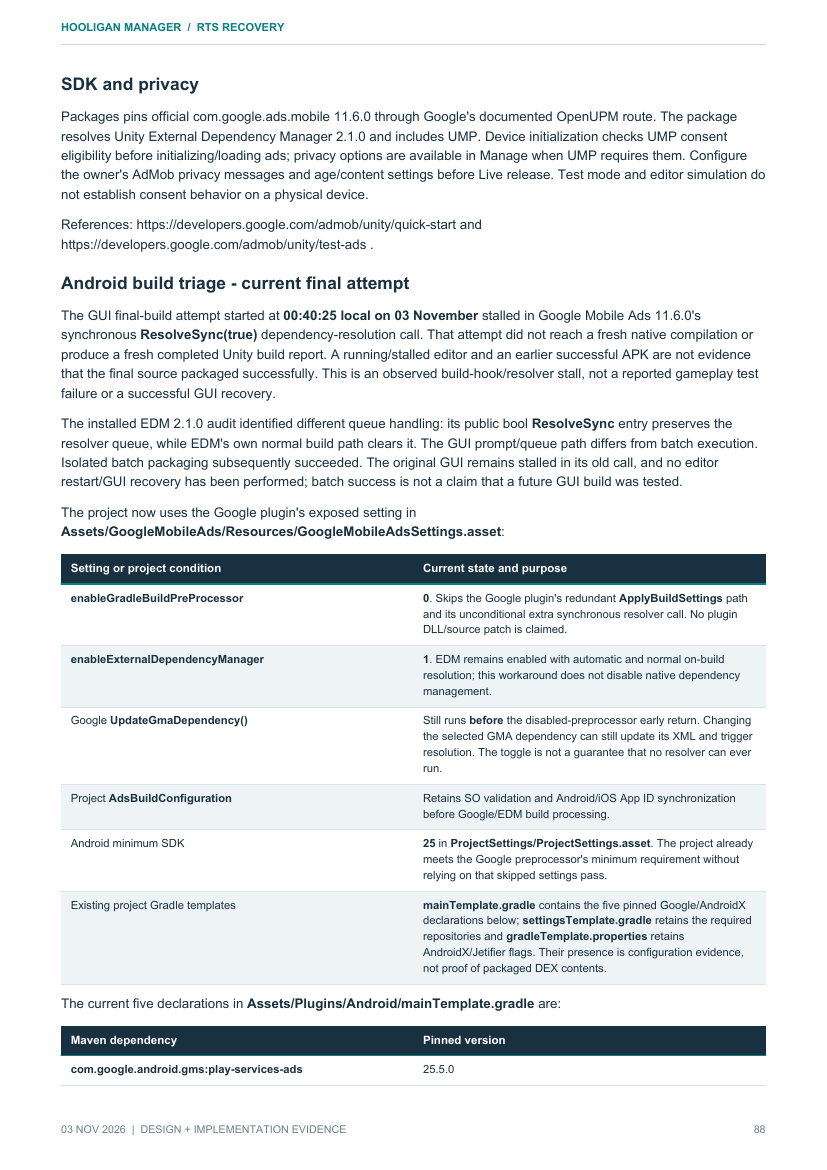 HOOLIGAN MANAGER / RTS RECOVERY
SDK and privacy
Packages pins official com.google.ads.mobile 11.6.0 through Google's documented OpenUPM route. The package
resolves Unity External Dependency Manager 2.1.0 and includes UMP. Device initialization checks UMP consent
eligibility before initializing/loading ads; privacy options are available in Manage when UMP requires them. Configure
the owner's AdMob privacy messages and age/content settings before Live release. Test mode and editor simulation do
not establish consent behavior on a physical device.
References: https://developers.google.com/admob/unity/quick-start and
https://developers.google.com/admob/unity/test-ads .
Android build triage - current final attempt
The GUI final-build attempt started at 00:40:25 local on 03 November stalled in Google Mobile Ads 11.6.0's
synchronous ResolveSync(true) dependency-resolution call. That attempt did not reach a fresh native compilation or
produce a fresh completed Unity build report. A running/stalled editor and an earlier successful APK are not evidence
that the final source packaged successfully. This is an observed build-hook/resolver stall, not a reported gameplay test
failure or a successful GUI recovery.
The installed EDM 2.1.0 audit identified different queue handling: its public bool ResolveSync entry preserves the
resolver queue, while EDM's own normal build path clears it. The GUI prompt/queue path differs from batch execution.
Isolated batch packaging subsequently succeeded. The original GUI remains stalled in its old call, and no editor
restart/GUI recovery has been performed; batch success is not a claim that a future GUI build was tested.
The project now uses the Google plugin's exposed setting in
Assets/GoogleMobileAds/Resources/GoogleMobileAdsSettings.asset:
Setting or project condition
Current state and purpose
enableGradleBuildPreProcessor
0. Skips the Google plugin's redundant ApplyBuildSettings path
and its unconditional extra synchronous resolver call. No plugin
DLL/source patch is claimed.
enableExternalDependencyManager
1. EDM remains enabled with automatic and normal on-build
resolution; this workaround does not disable native dependency
management.
Google UpdateGmaDependency()
Still runs before the disabled-preprocessor early return. Changing
the selected GMA dependency can still update its XML and trigger
resolution. The toggle is not a guarantee that no resolver can ever
run.
Project AdsBuildConfiguration
Retains SO validation and Android/iOS App ID synchronization
before Google/EDM build processing.
Android minimum SDK
25 in ProjectSettings/ProjectSettings.asset. The project already
meets the Google preprocessor's minimum requirement without
relying on that skipped settings pass.
Existing project Gradle templates
mainTemplate.gradle contains the five pinned Google/AndroidX
declarations below; settingsTemplate.gradle retains the required
repositories and gradleTemplate.properties retains
AndroidX/Jetifier flags. Their presence is configuration evidence,
not proof of packaged DEX contents.
The current five declarations in Assets/Plugins/Android/mainTemplate.gradle are:
Maven dependency
Pinned version
com.google.android.gms:play-services-ads
25.5.0
03 NOV 2026 | DESIGN + IMPLEMENTATION EVIDENCE
88